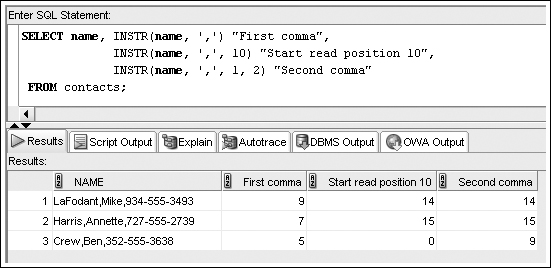 Enter SQL Statement:
SELECT name, INSTR(name, ',') "First comma",
INSTR(name, ',', 10) "Start read position 10",
INSTR(name, ',', 1, 2) "Second comma"
FROM contacts;
Results Script Output Explain Autotrace DBMS Output OWA Output
Results:
NAME First comma Start read position 10 Second comma
1 LaFodant,Mike,934-555-3493 9 14 14
2 Harris,Annette,727-555-2739 7 15 15
3 Crew,Ben,352-555-3638 5 0 9